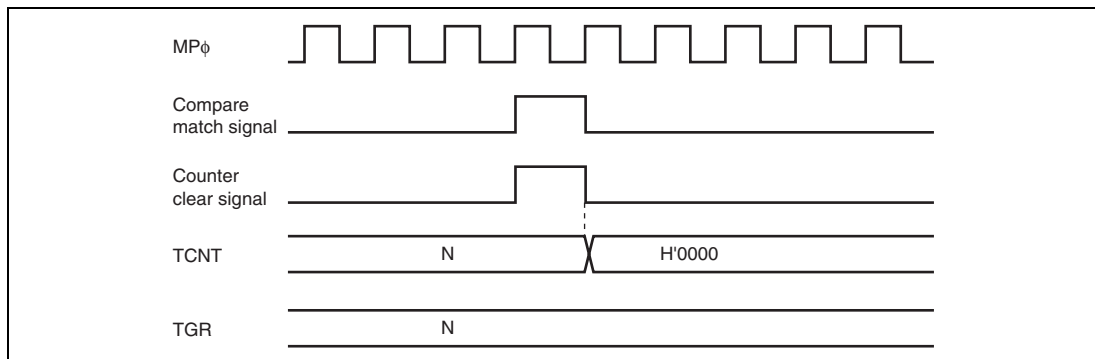 MPϕ
Compare
match signal
Counter
clear signal
TCNT
N
H'0000
TGR
N